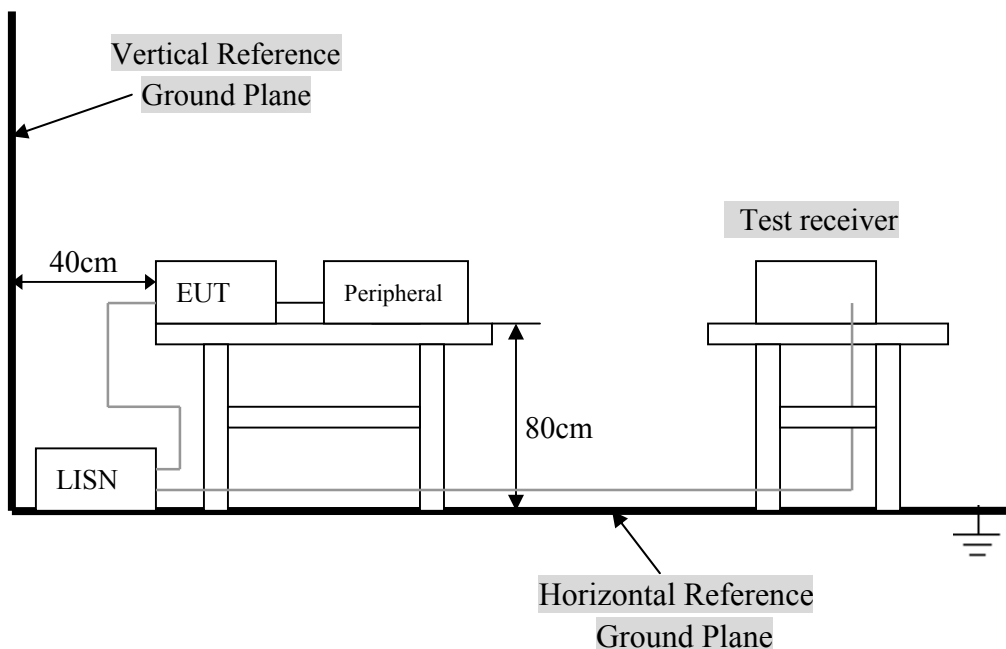 Vertical Reference
Ground Plane
Test receiver
40cm
EUT
Peripheral
80cm
LISN
Horizontal Reference
Ground Plane